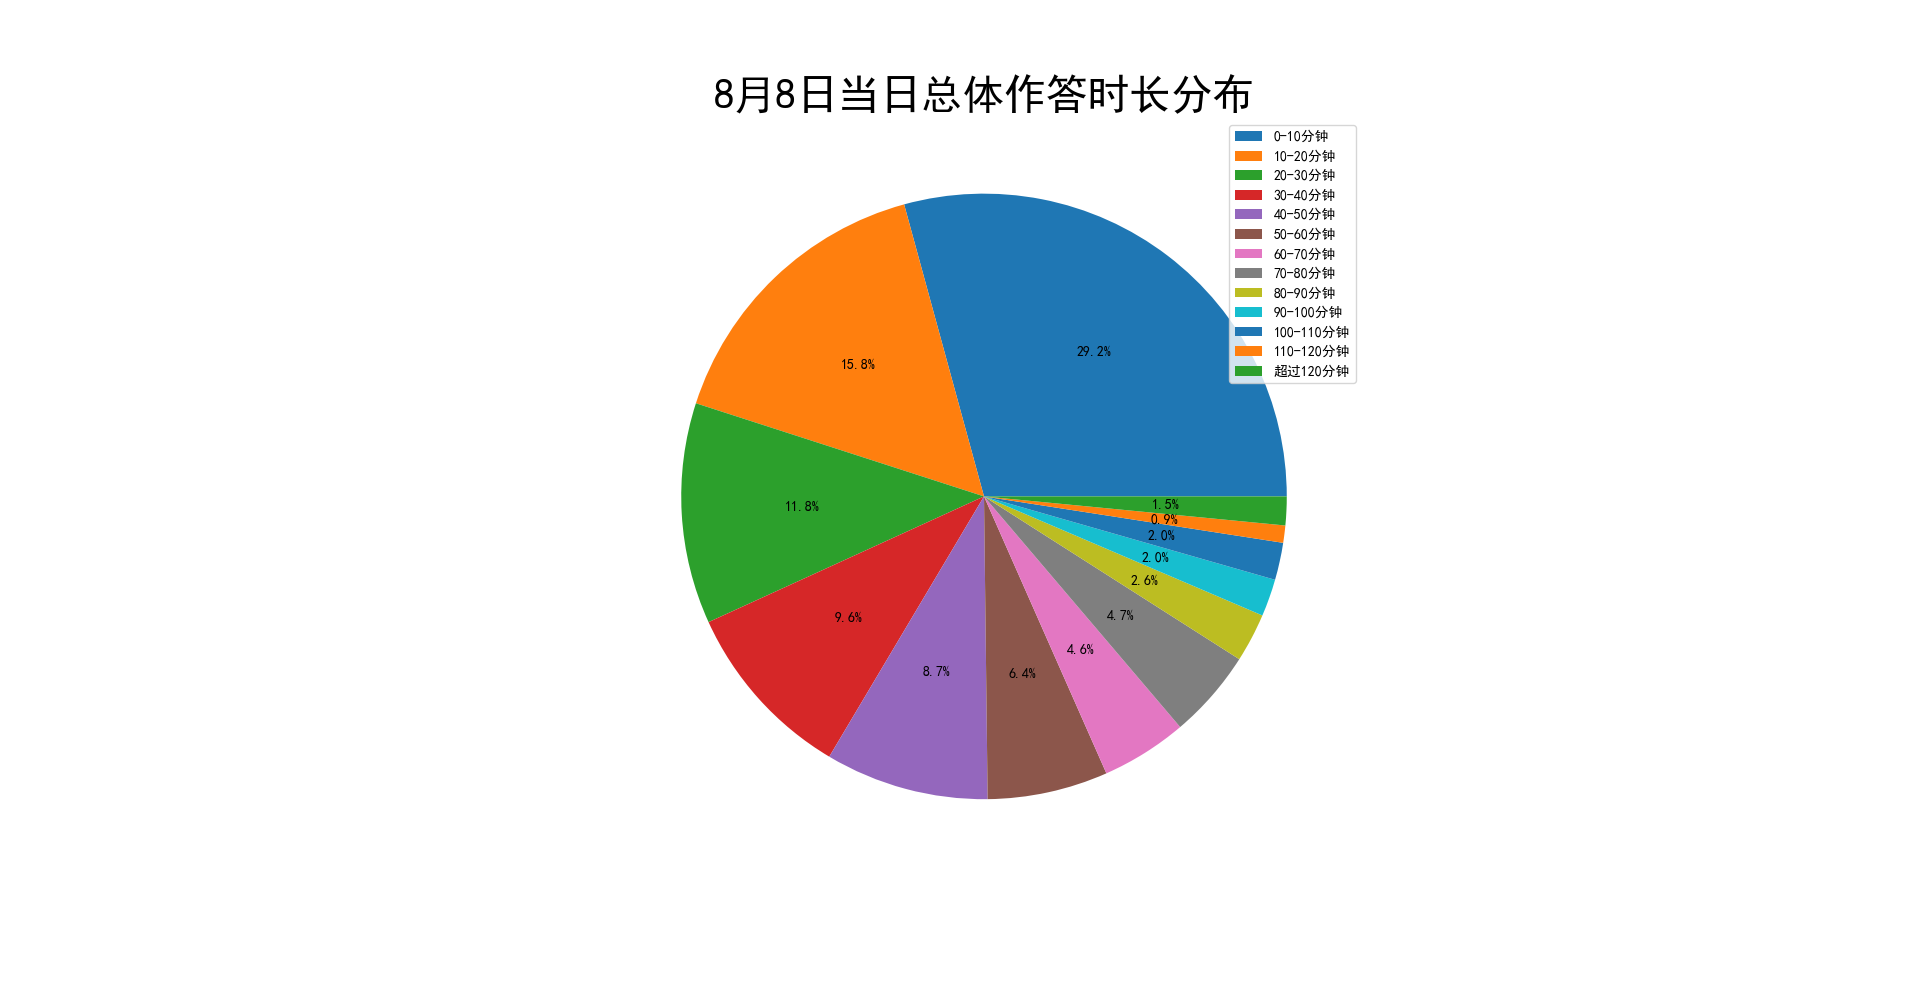 8月8日当日总体作答时长分布
0-10分钟
10-20分钟
20-30分钟
30-40分钟
40-50分钟
50-60分钟
60-70分钟
70-80分钟
80-90分钟
90-100分钟
100-110分钟
110-120分钟
超过120分钟
29.2%
15.8%
11.8%
9.6%
8.7%
6.4%
4.6%
4.7%
2.6%
2.0%
2.0%
0.9%
1.5%